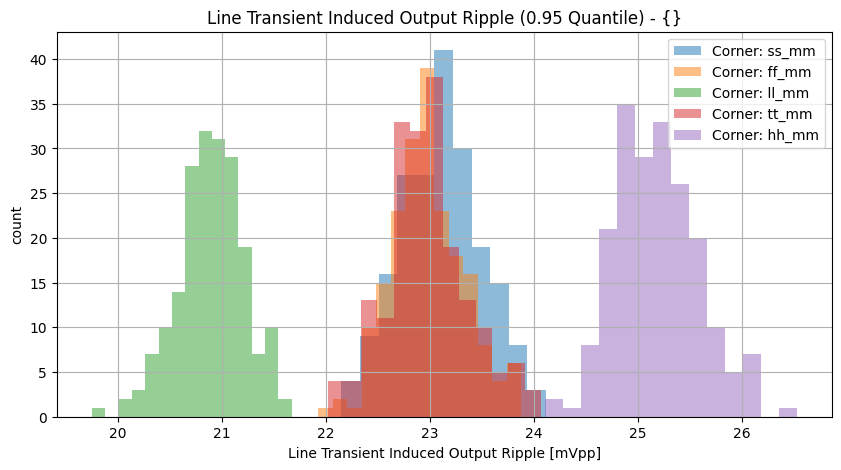 Line Transient Induced Output Ripple (0.95 Quantile) - {}
count
40
35
30
25
20
15
10
5
0
Corner: ss_mm
Corner: ff_mm
Corner: ll_mm
Corner: tt_mm
Corner: hh_mm
20 21 22 23 24 25 26
Line Transient Induced Output Ripple [mVpp]